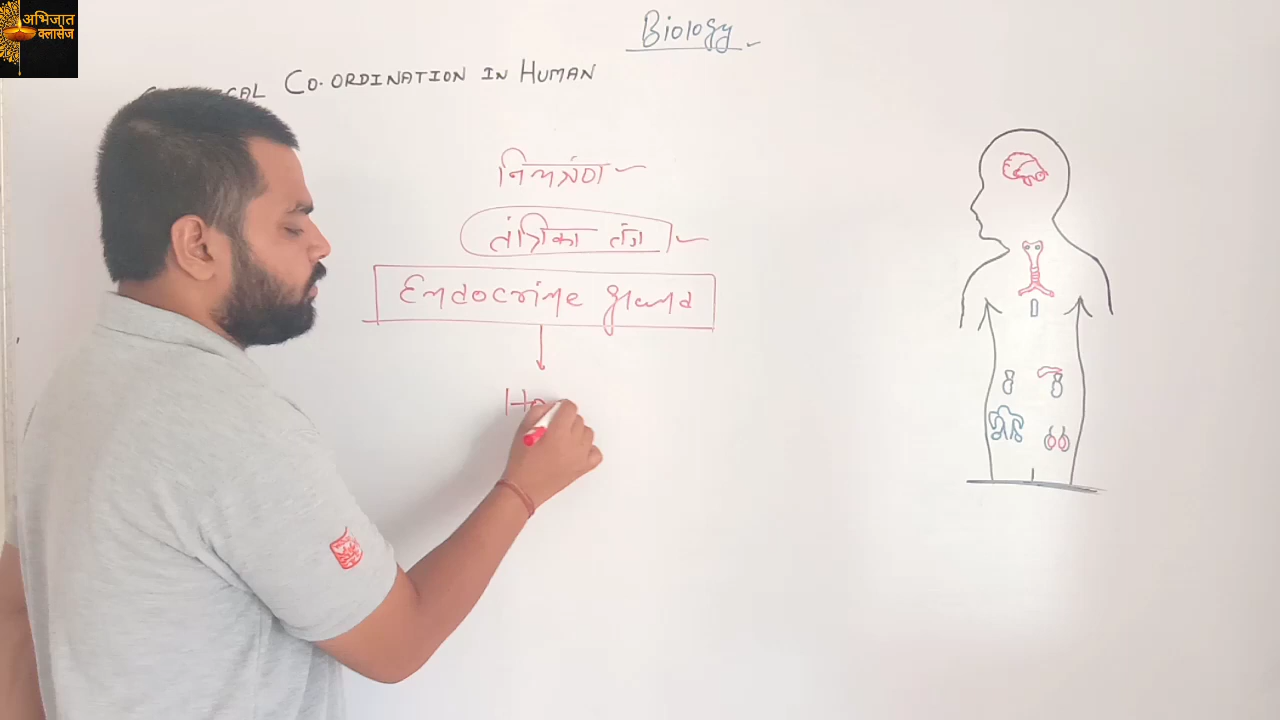 अभिजात
क्लासेज
Biology
CO-ORDINATION IN HUMAN
नियंत्रण
तंत्रिका तंत्र
Endocrine gland
Ho